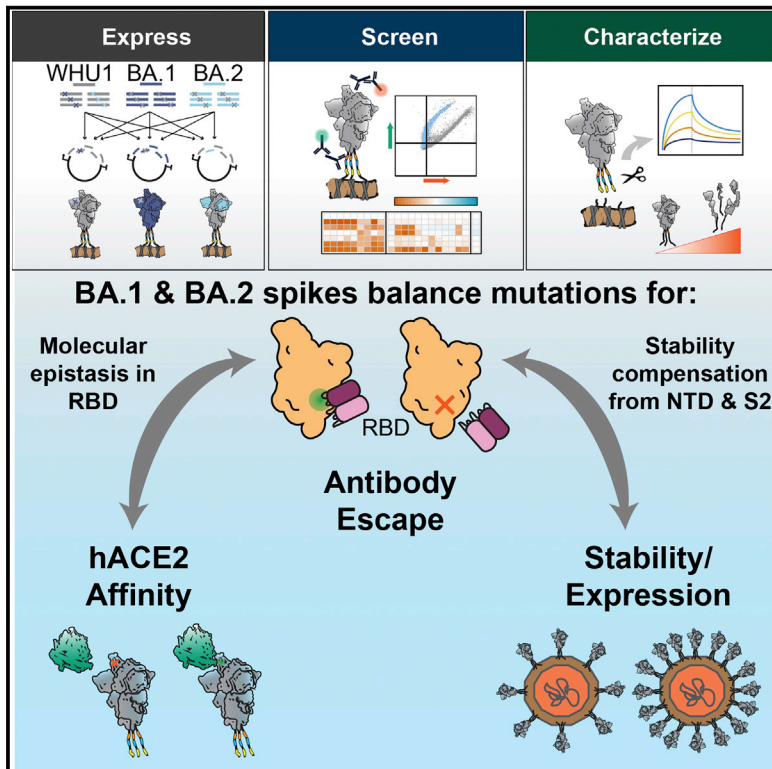 Express
Screen
Characterize
WHU1 BA.1 BA.2
BA.1 & BA.2 spikes balance mutations for:
Molecular
epistasis in
RBD
Stability
compensation
from NTD & S2
RBD
Antibody
Escape
hACE2
Affinity
Stability/
Expression